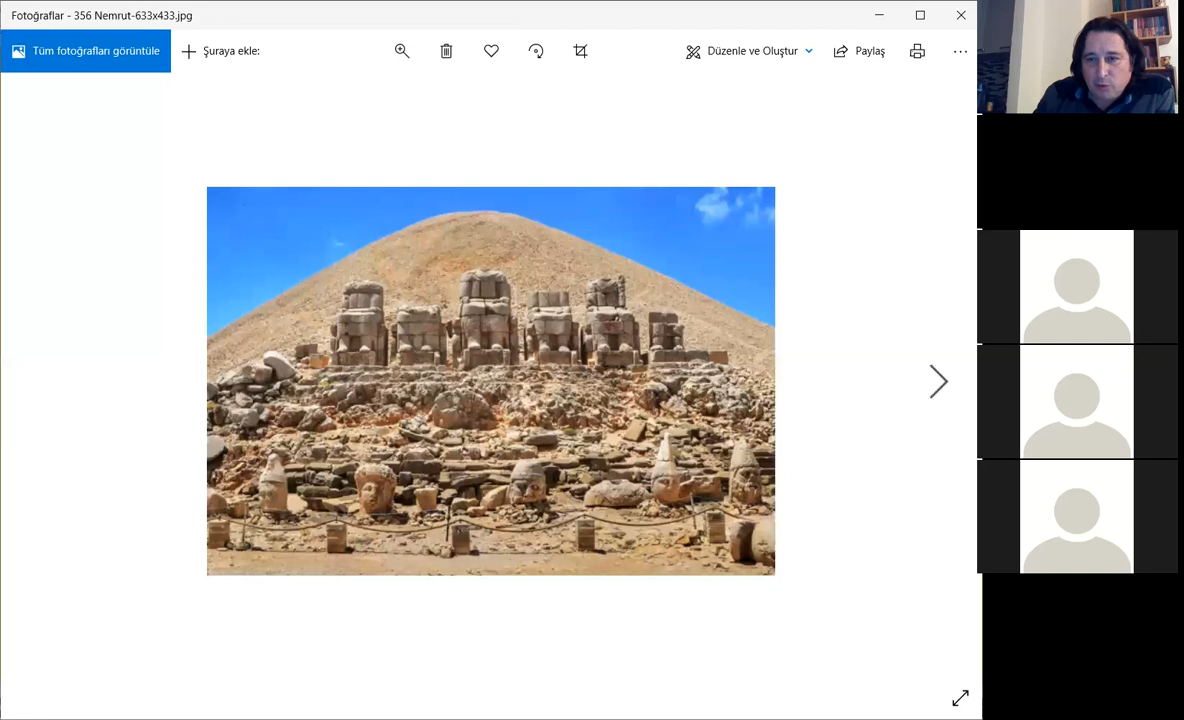 Fotoğraflar - 356 Nemrut-633x433.jpg
Tüm fotoğrafları görüntüle
Şuraya ekle:
Düzenle ve Oluştur
Paylaş